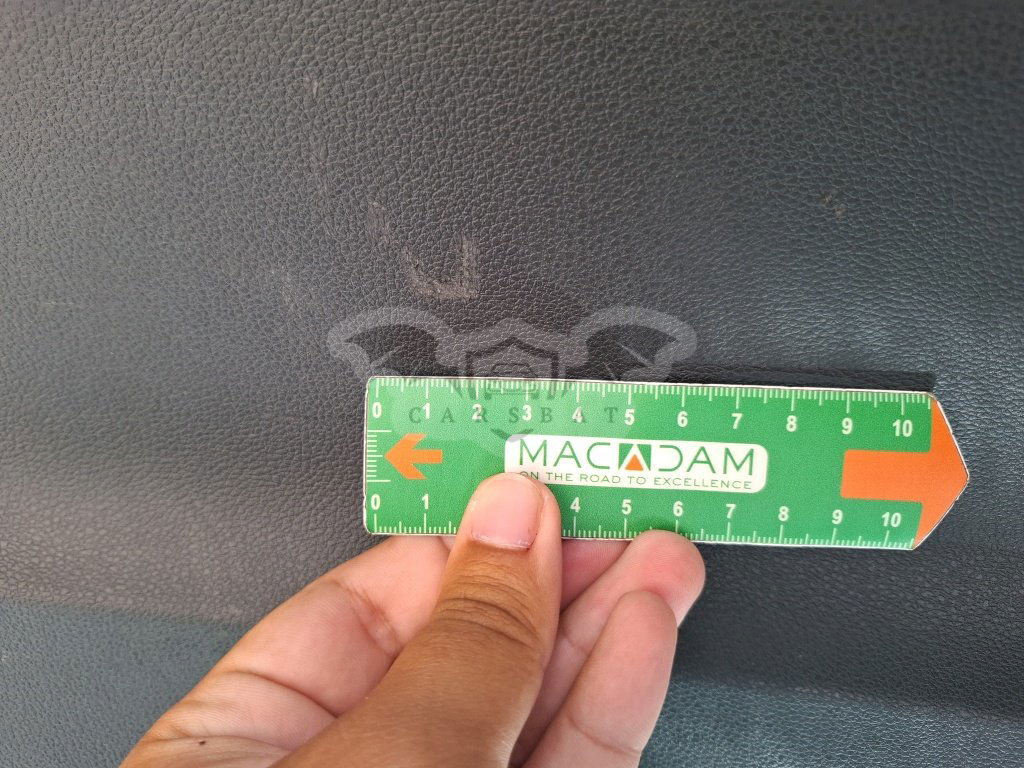 0 1 2 3 4 5 6 7 8 9 10
CARSBAT
MACADAM
ON THE ROAD TO EXCELLENCE
0 1 4 5 6 7 8 9 10